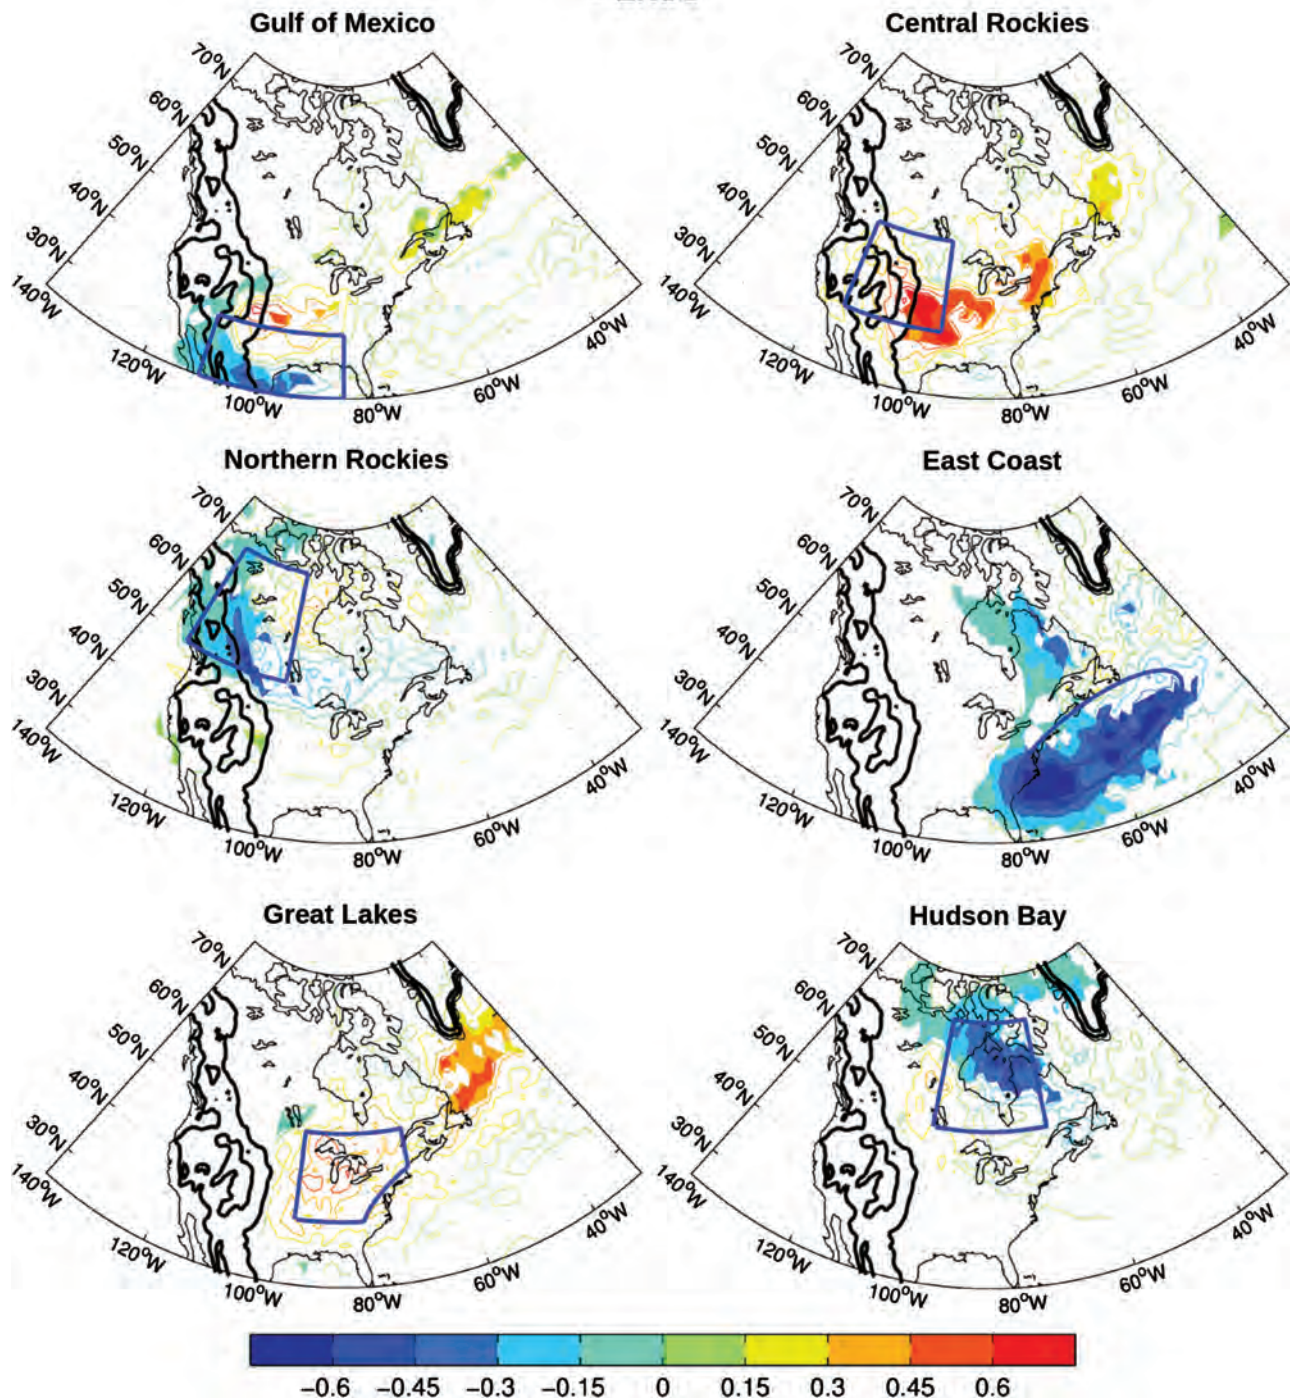 Gulf of Mexico
Central Rockies
70°N
60°N
50°N
40°N
30°N
140°W
120°W
100°W
80°W
60°W
40°W
70°N
60°N
50°N
40°N
30°N
140°W
120°W
100°W
80°W
60°W
40°W
Northern Rockies
East Coast
70°N
60°N
50°N
40°N
30°N
140°W
120°W
100°W
80°W
60°W
40°W
70°N
60°N
50°N
40°N
30°N
140°W
120°W
100°W
80°W
60°W
40°W
Great Lakes
Hudson Bay
70°N
60°N
50°N
40°N
30°N
140°W
120°W
100°W
80°W
60°W
40°W
70°N
60°N
50°N
40°N
30°N
140°W
120°W
100°W
80°W
60°W
40°W
−0.6 −0.45 −0.3 −0.15 0 0.15 0.3 0.45 0.6